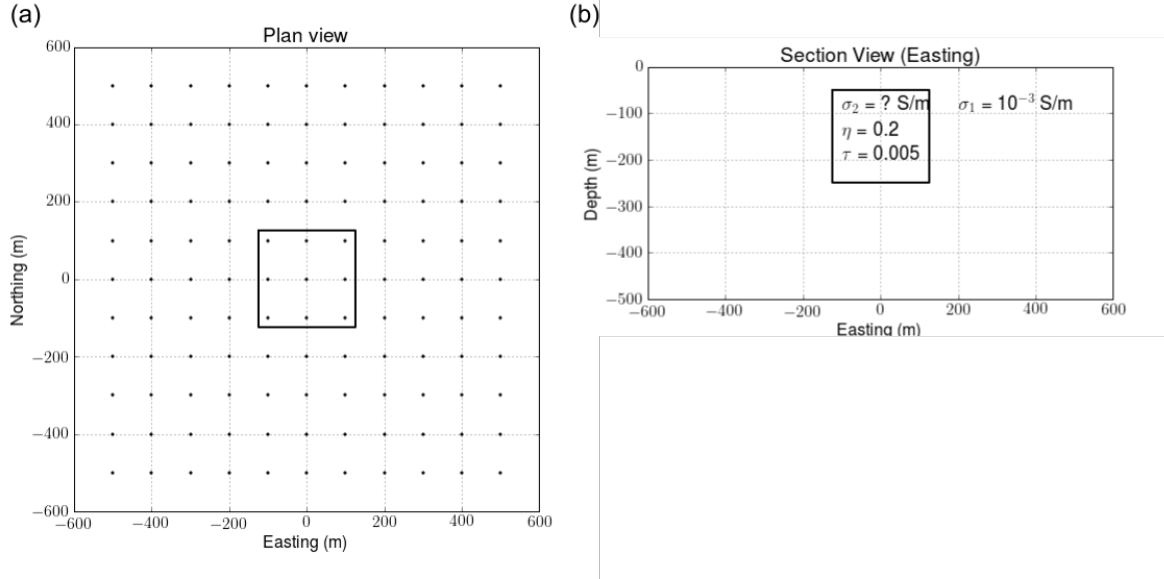 (a)
Plan view
600
400
200
0
−200
−400
−600
−600 −400 −200 0 200 400 600
Northing (m)
Easting (m)
(b)
Section View (Easting)
0
−100
−200
−300
−400
−500
−600 −400 −200 0 200 400 600
Depth (m)
Easting (m)
σ₂ = ? S/m σ₁ = 10⁻³ S/m
η = 0.2
τ = 0.005